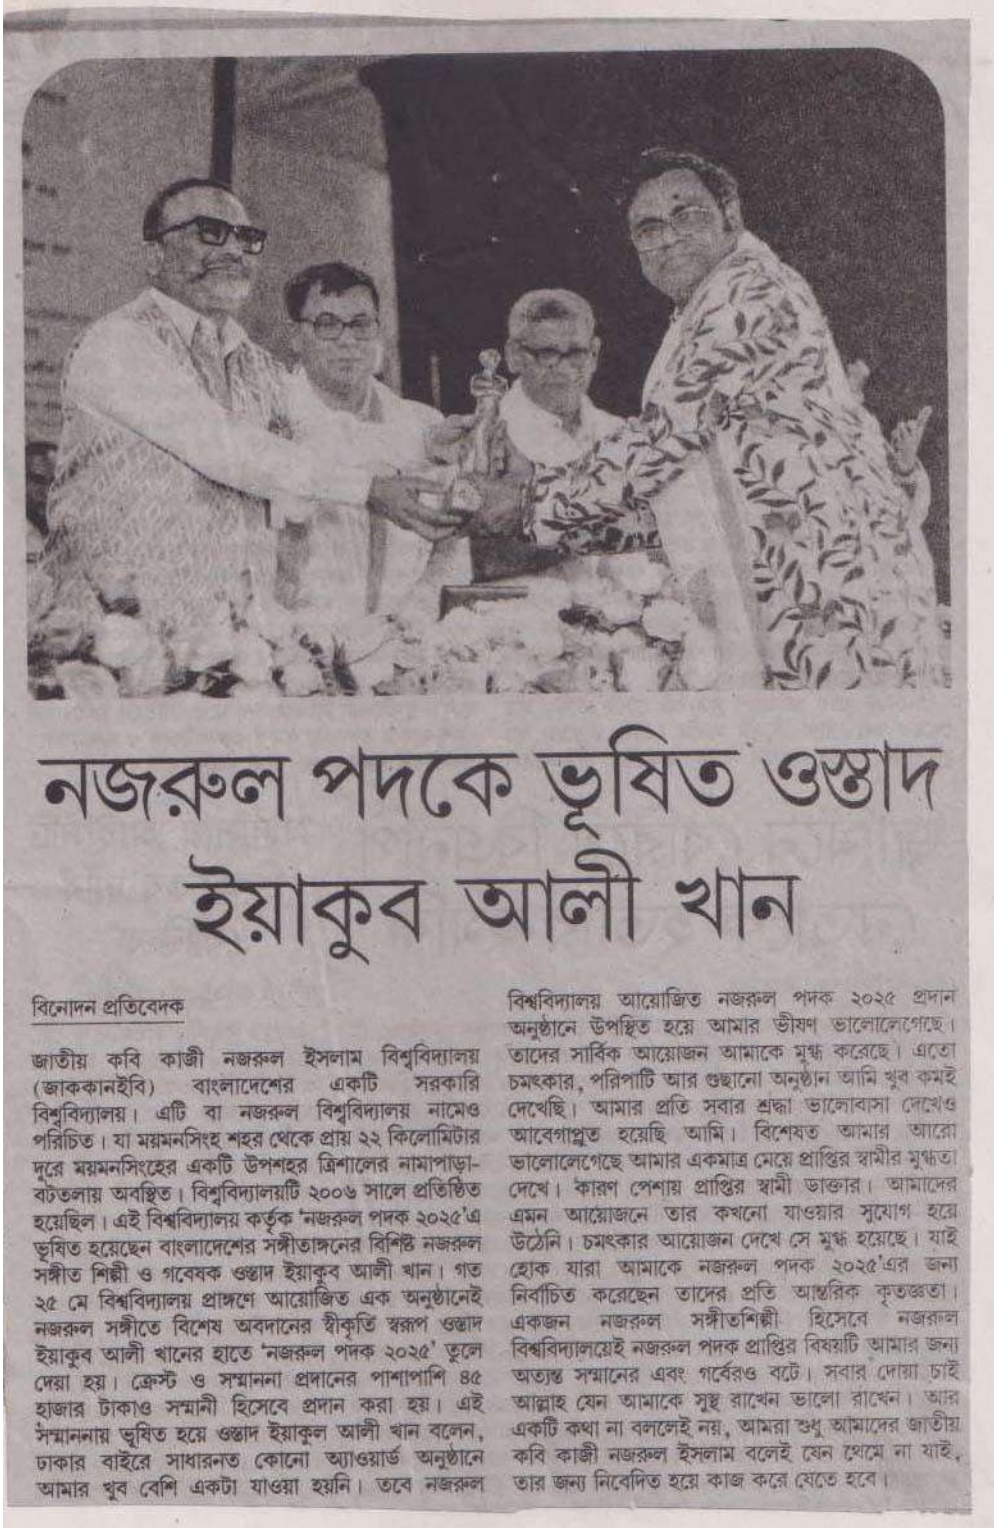 নজরুল পদকে ভূষিত ওস্তাদ
ইয়াকুব আলী খান
বিনোদন প্রতিবেদক
জাতীয় কবি কাজী নজরুল ইসলাম বিশ্ববিদ্যালয়
(জাককানইবি) বাংলাদেশের একটি সরকারি
বিশ্ববিদ্যালয়। এটি বা নজরুল বিশ্ববিদ্যালয় নামেও
পরিচিত। যা ময়মনসিংহ শহর থেকে প্রায় ২২ কিলোমিটার
দূরে ময়মনসিংহের একটি উপশহর ত্রিশালের নামাপাড়া-
বটতলায় অবস্থিত। বিশ্ববিদ্যালয়টি ২০০৬ সালে প্রতিষ্ঠিত
হয়েছিল। এই বিশ্ববিদ্যালয় কর্তৃক ‘নজরুল পদক ২০২৫’এ
ভূষিত হয়েছেন বাংলাদেশের সঙ্গীতাঙ্গনের বিশিষ্ট নজরুল
সঙ্গীত শিল্পী ও গবেষক ওস্তাদ ইয়াকুব আলী খান। গত
২৫ মে বিশ্ববিদ্যালয় প্রাঙ্গণে আয়োজিত এক অনুষ্ঠানেই
নজরুল সঙ্গীতে বিশেষ অবদানের স্বীকৃতি স্বরূপ ওস্তাদ
ইয়াকুব আলী খানের হাতে ‘নজরুল পদক ২০২৫’ তুলে
দেয়া হয়। ক্রেস্ট ও সম্মাননা প্রদানের পাশাপাশি ৪৫
হাজার টাকাও সম্মানী হিসেবে প্রদান করা হয়। এই
সম্মাননায় ভূষিত হয়ে ওস্তাদ ইয়াকুল আলী খান বলেন,
ঢাকার বাইরে সাধারনত কোনো অ্যাওয়ার্ড অনুষ্ঠানে
আমার খুব বেশি একটা যাওয়া হয়নি। তবে নজরুল
বিশ্ববিদ্যালয় আয়োজিত নজরুল পদক ২০২৫ প্রদান
অনুষ্ঠানে উপস্থিত হয়ে আমার ভীষণ ভালোলেগেছে।
তাদের সার্বিক আয়োজন আমাকে মুগ্ধ করেছে। এতো
চমৎকার, পরিপাটি আর গুছানো অনুষ্ঠান আমি খুব কমই
দেখেছি। আমার প্রতি সবার শ্রদ্ধা ভালোবাসা দেখেও
আবেগাপ্লুত হয়েছি আমি। বিশেষত আমার আরো
ভালোলেগেছে আমার একমাত্র মেয়ে প্রাপ্তির স্বামীর মুগ্ধতা
দেখে। কারণ পেশায় প্রাপ্তির স্বামী ডাক্তার। আমাদের
এমন আয়োজনে তার কখনো যাওয়ার সুযোগ হয়ে
উঠেনি। চমৎকার আয়োজন দেখে সে মুগ্ধ হয়েছে। যাই
হোক যারা আমাকে নজরুল পদক ২০২৫’এর জন্য
নির্বাচিত করেছেন তাদের প্রতি আন্তরিক কৃতজ্ঞতা।
একজন নজরুল সঙ্গীতশিল্পী হিসেবে নজরুল
বিশ্ববিদ্যালয়েই নজরুল পদক প্রাপ্তির বিষয়টি আমার জন্য
অত্যন্ত সম্মানের এবং গর্বেরও বটে। সবার দোয়া চাই
আল্লাহ যেন আমাকে সুস্থ রাখেন ভালো রাখেন। আর
একটি কথা না বললেই নয়, আমরা শুধু আমাদের জাতীয়
কবি কাজী নজরুল ইসলাম বলেই যেন থেমে না যাই,
তার জন্য নিবেদিত হয়ে কাজ করে যেতে হবে।